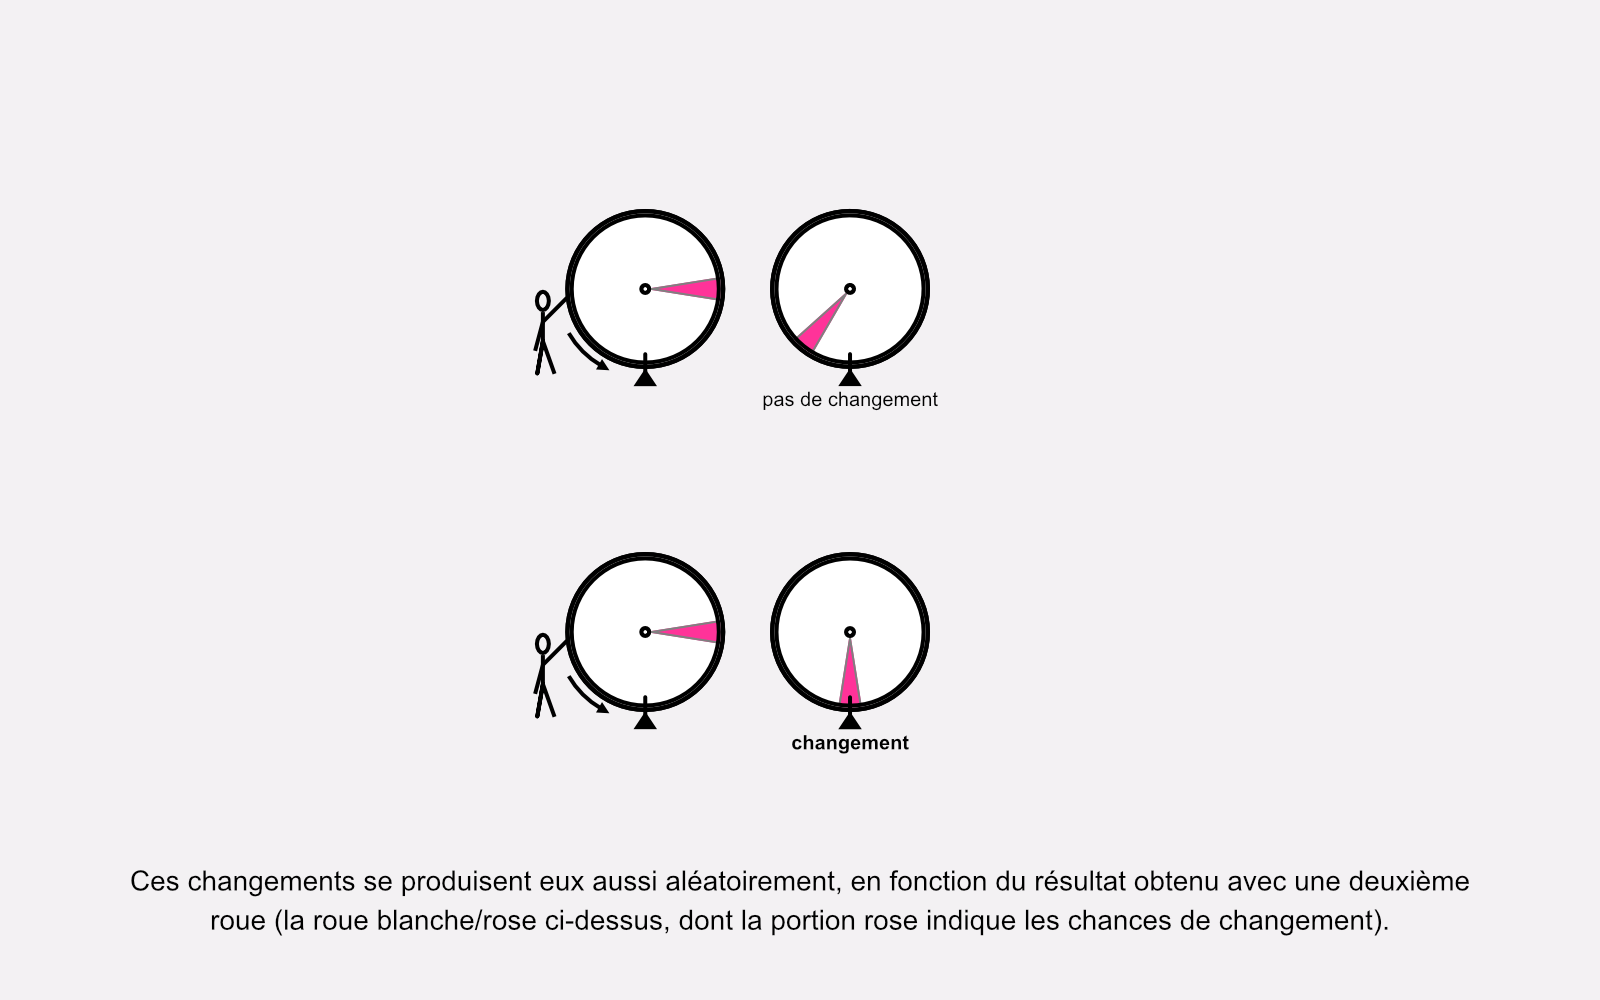 pas de changement
changement
Ces changements se produisent eux aussi aléatoirement, en fonction du résultat obtenu avec une deuxième
roue (la roue blanche/rose ci-dessus, dont la portion rose indique les chances de changement).